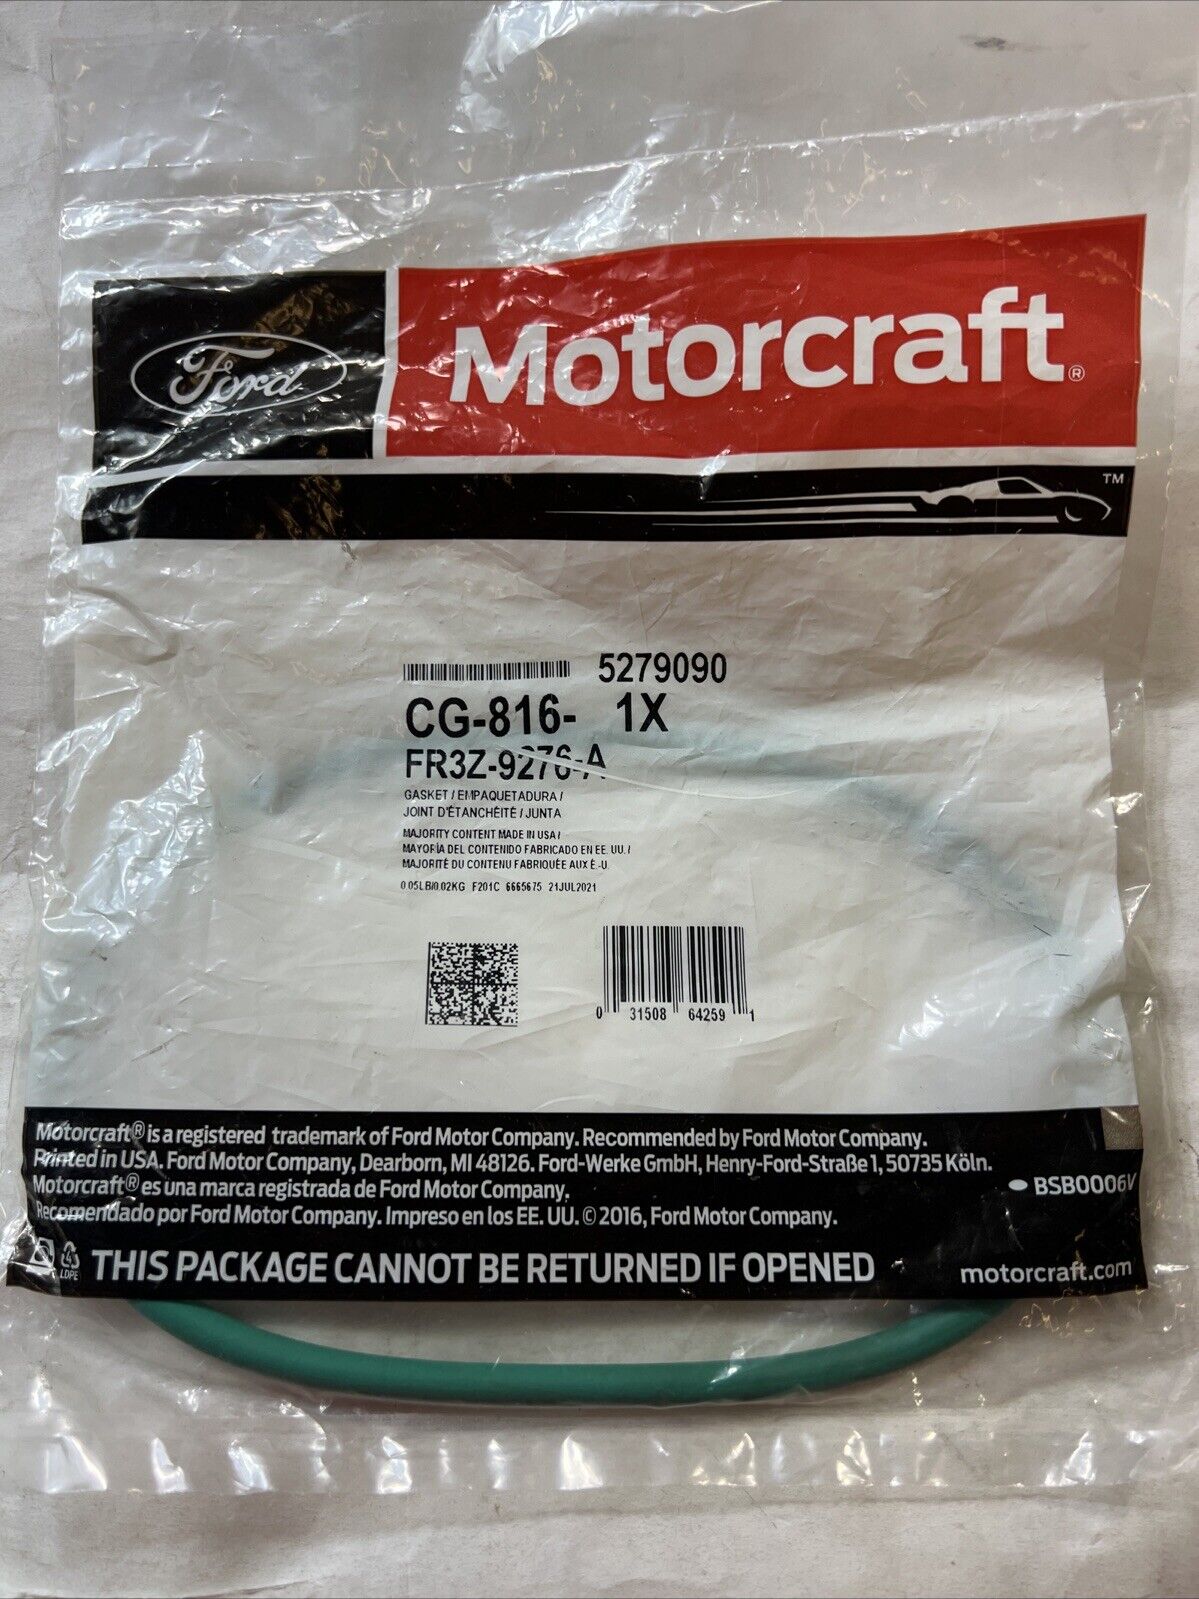 Ford
Motorcraft®
TM
5279090
CG-816- 1X
FR3Z-9276-A
GASKET / EMPAQUETADURA /
JOINT D'ÉTANCHÉITÉ / JUNTA
MAJORITY CONTENT MADE IN USA /
MAYORÍA DEL CONTENIDO FABRICADO EN EE. UU. /
MAJORITÉ DU CONTENU FABRIQUÉE AUX É.-U.
0.05LB/0.02KG F201C 6665675 21JUL2021
0 31508 64259 1
Motorcraft® is a registered trademark of Ford Motor Company. Recommended by Ford Motor Company.
Printed in USA. Ford Motor Company, Dearborn, MI 48126. Ford-Werke GmbH, Henry-Ford-Straße 1, 50735 Köln.
Motorcraft® es una marca registrada de Ford Motor Company.
BSB0006V
Recomendado por Ford Motor Company. Impreso en los EE. UU. © 2016, Ford Motor Company.
LDPE
THIS PACKAGE CANNOT BE RETURNED IF OPENED
motorcraft.com